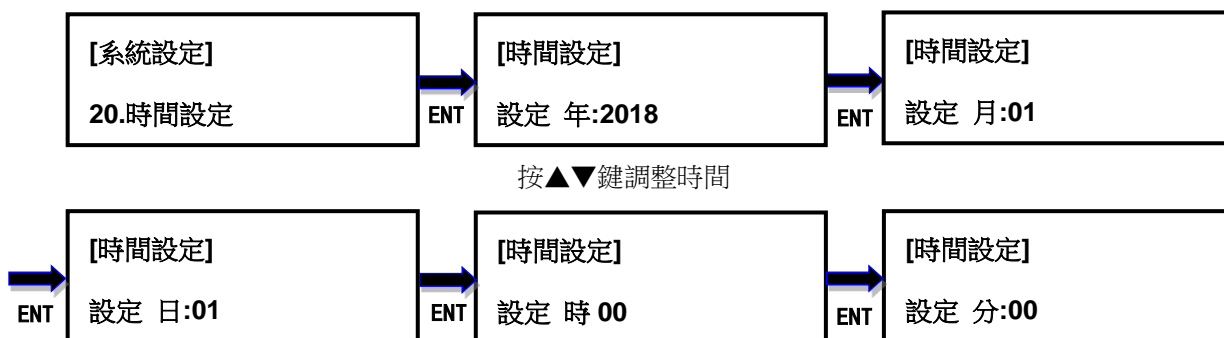 [系統設定]
20.時間設定
ENT
[時間設定]
設定 年:2018
ENT
[時間設定]
設定 月:01
按▲▼鍵調整時間
ENT
[時間設定]
設定 日:01
ENT
[時間設定]
設定 時 00
ENT
[時間設定]
設定 分:00